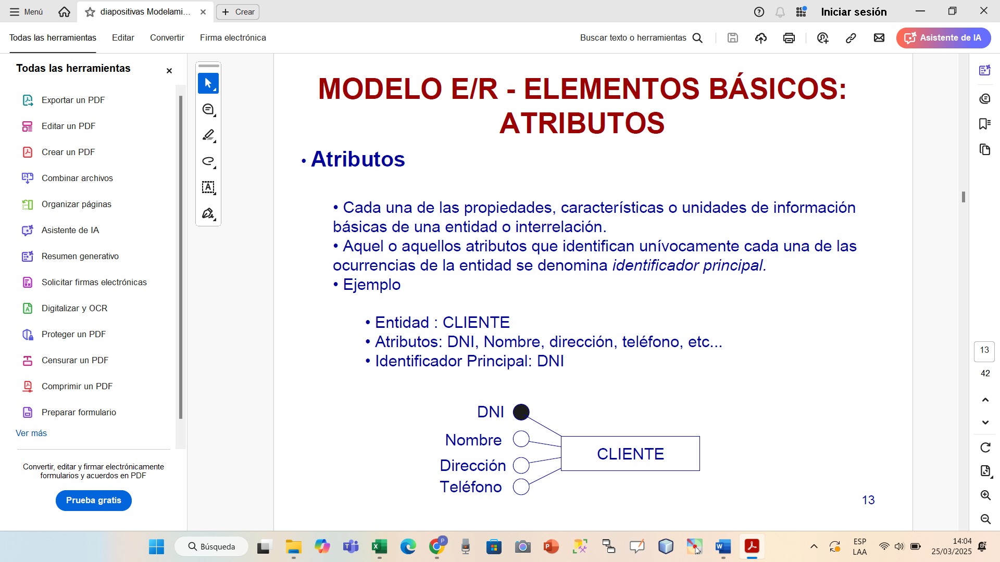 Menú
diapositivas Modelami...
Crear
Iniciar sesión
Todas las herramientas
Editar
Convertir
Firma electrónica
Buscar texto o herramientas
Asistente de IA
Todas las herramientas
Exportar un PDF
Editar un PDF
Crear un PDF
Combinar archivos
Organizar páginas
Asistente de IA
Resumen generativo
Solicitar firmas electrónicas
Digitalizar y OCR
Proteger un PDF
Censurar un PDF
Comprimir un PDF
Preparar formulario
Ver más
Convertir, editar y firmar electrónicamente
formularios y acuerdos en PDF
Prueba gratis
MODELO E/R - ELEMENTOS BÁSICOS:
ATRIBUTOS
• Atributos
• Cada una de las propiedades, características o unidades de información
básicas de una entidad o interrelación.
• Aquel o aquellos atributos que identifican unívocamente cada una de las
ocurrencias de la entidad se denomina identificador principal.
• Ejemplo
• Entidad : CLIENTE
• Atributos: DNI, Nombre, dirección, teléfono, etc...
• Identificador Principal: DNI
DNI
Nombre
Dirección
Teléfono
CLIENTE
13
13
42
Búsqueda
ESP
LAA
14:04
25/03/2025